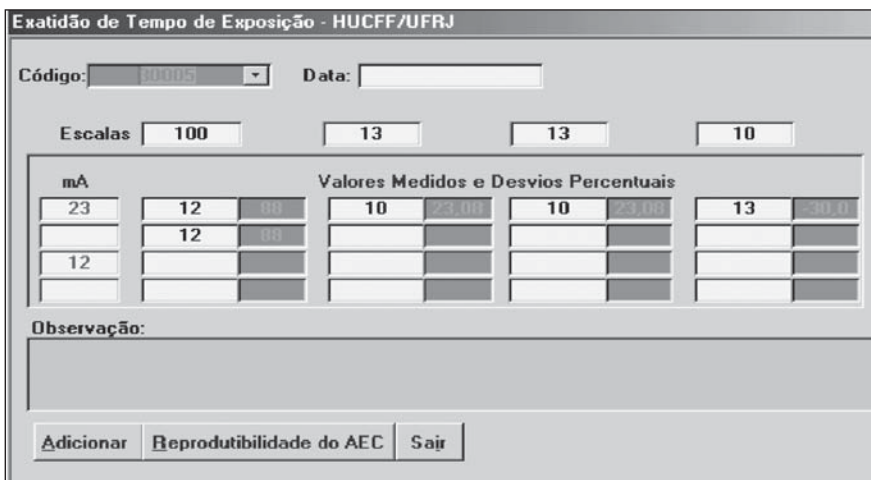 Exatidão de Tempo de Exposição - HUCFF/UFRJ
Código: 30005 Data:
Escalas 100 13 13 10
mA Valores Medidos e Desvios Percentuais
23 12 88 10 23,08 10 23,08 13 -30,0
12 88
12
Observação:
Adicionar Reprodutibilidade do AEC Sair